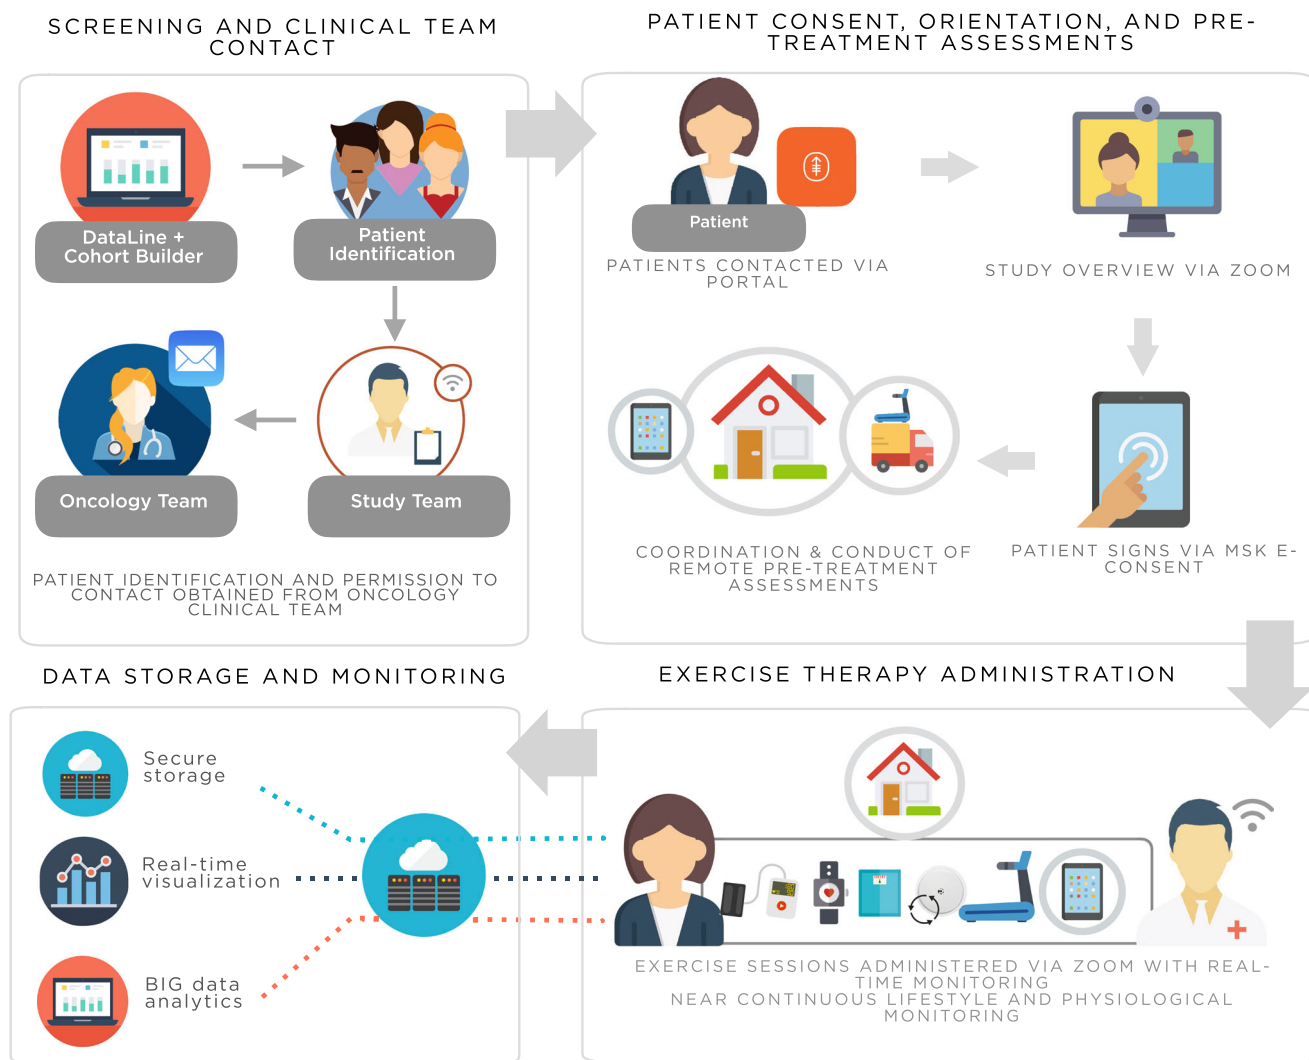 SCREENING AND CLINICAL TEAM
CONTACT
DataLine +
Cohort Builder
Patient
Identification
Oncology Team
Study Team
PATIENT IDENTIFICATION AND PERMISSION TO
CONTACT OBTAINED FROM ONCOLOGY
CLINICAL TEAM
PATIENT CONSENT, ORIENTATION, AND PRE-
TREATMENT ASSESSMENTS
Patient
PATIENTS CONTACTED VIA
PORTAL
STUDY OVERVIEW VIA ZOOM
COORDINATION & CONDUCT OF
REMOTE PRE-TREATMENT
ASSESSMENTS
PATIENT SIGNS VIA MSK E-
CONSENT
DATA STORAGE AND MONITORING
Secure
storage
Real-time
visualization
BIG data
analytics
EXERCISE THERAPY ADMINISTRATION
EXERCISE SESSIONS ADMINISTERED VIA ZOOM WITH REAL-
TIME MONITORING
NEAR CONTINUOUS LIFESTYLE AND PHYSIOLOGICAL
MONITORING